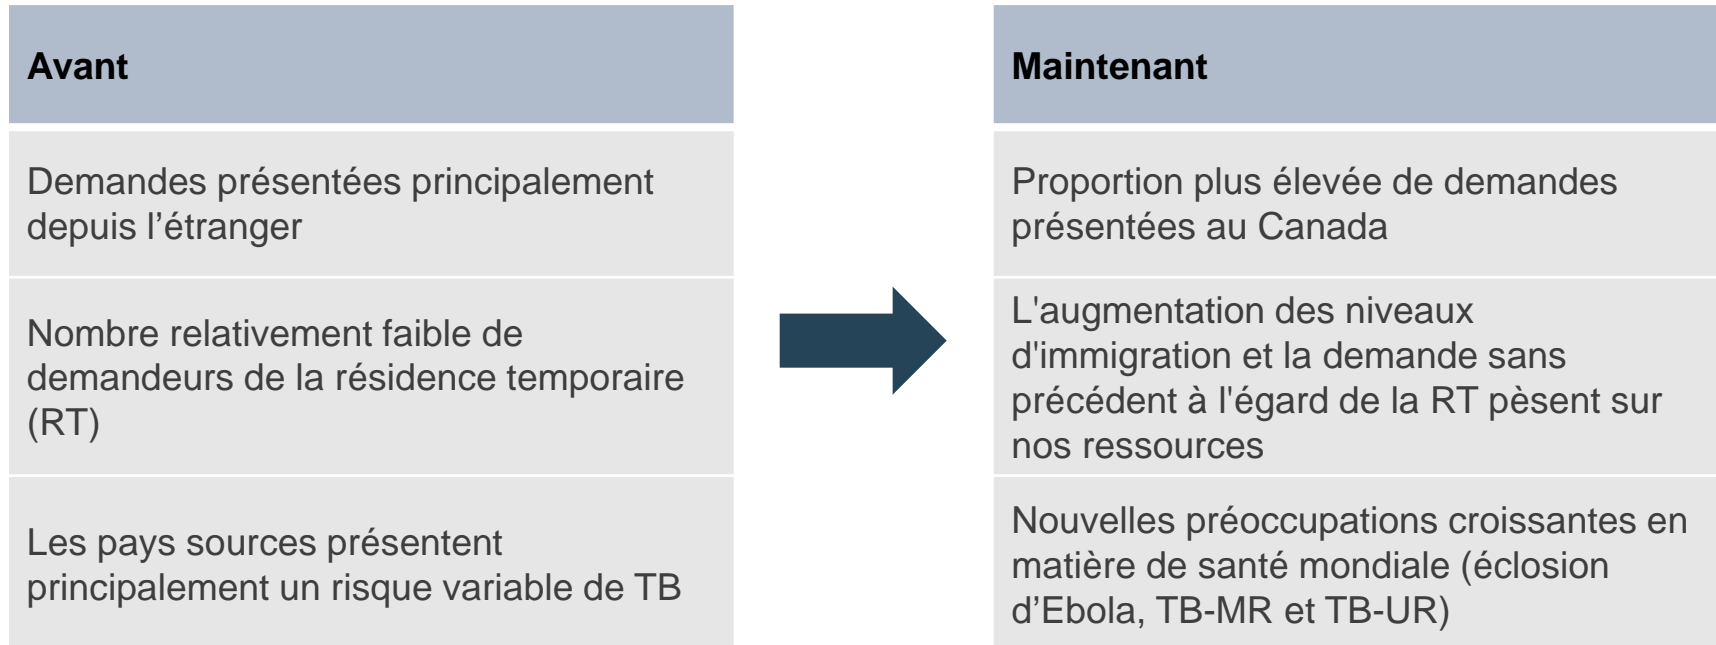 Avant
Demandes présentées principalement
depuis l’étranger
Nombre relativement faible de
demandeurs de la résidence temporaire
(RT)
Les pays sources présentent
principalement un risque variable de TB
Maintenant
Proportion plus élevée de demandes
présentées au Canada
L'augmentation des niveaux
d'immigration et la demande sans
précédent à l'égard de la RT pèsent sur
nos ressources
Nouvelles préoccupations croissantes en
matière de santé mondiale (éclosion
d’Ebola, TB-MR et TB-UR)